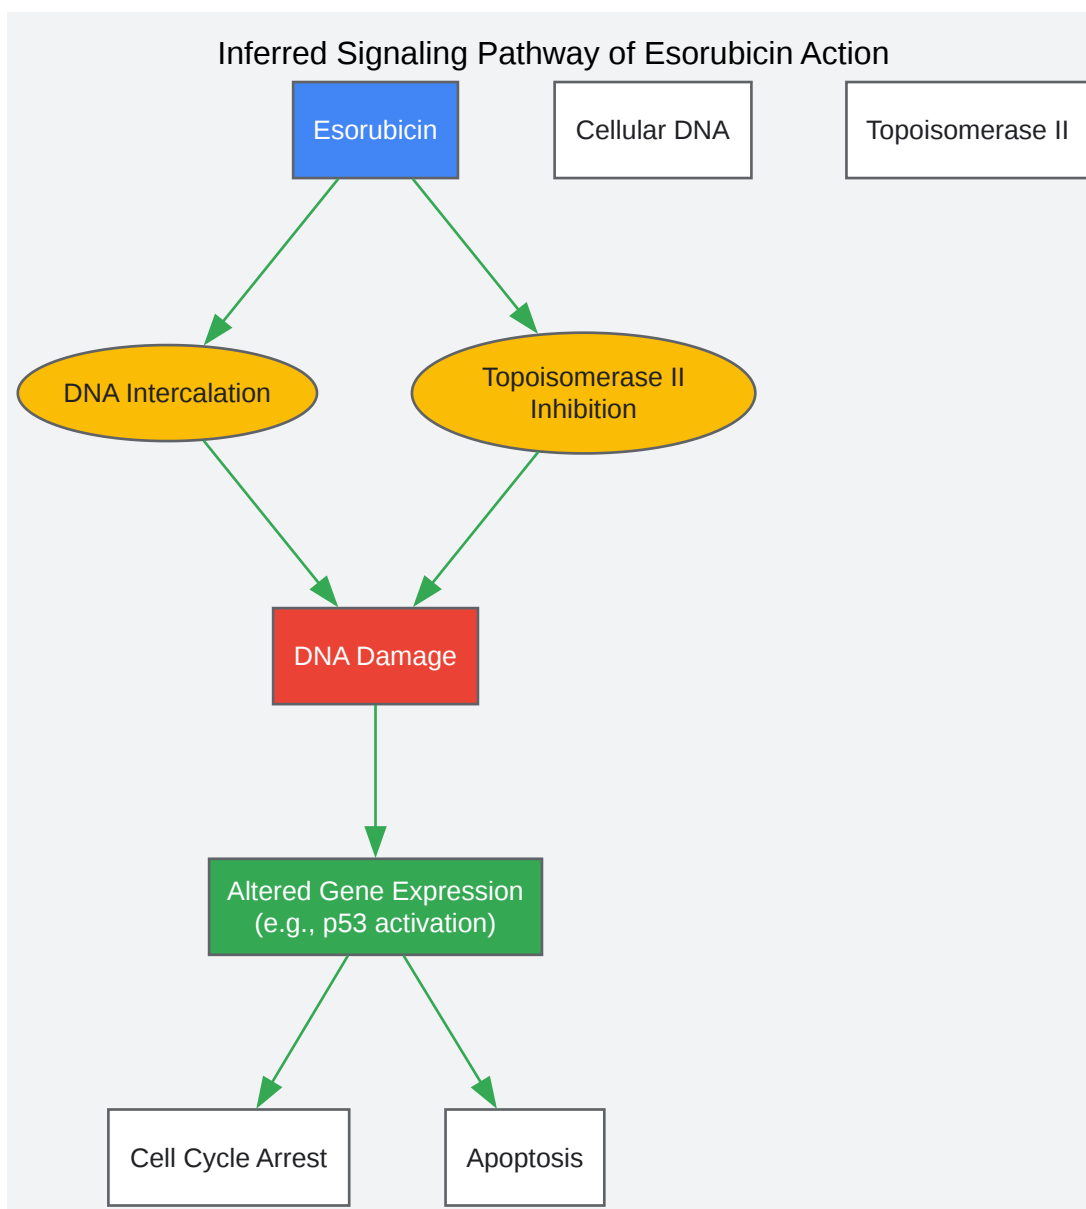 Inferred Signaling Pathway of Esorubicin Action
Esorubicin
Cellular DNA
Topoisomerase II
DNA Intercalation
Topoisomerase II
Inhibition
DNA Damage
Altered Gene Expression
(e.g., p53 activation)
Cell Cycle Arrest
Apoptosis